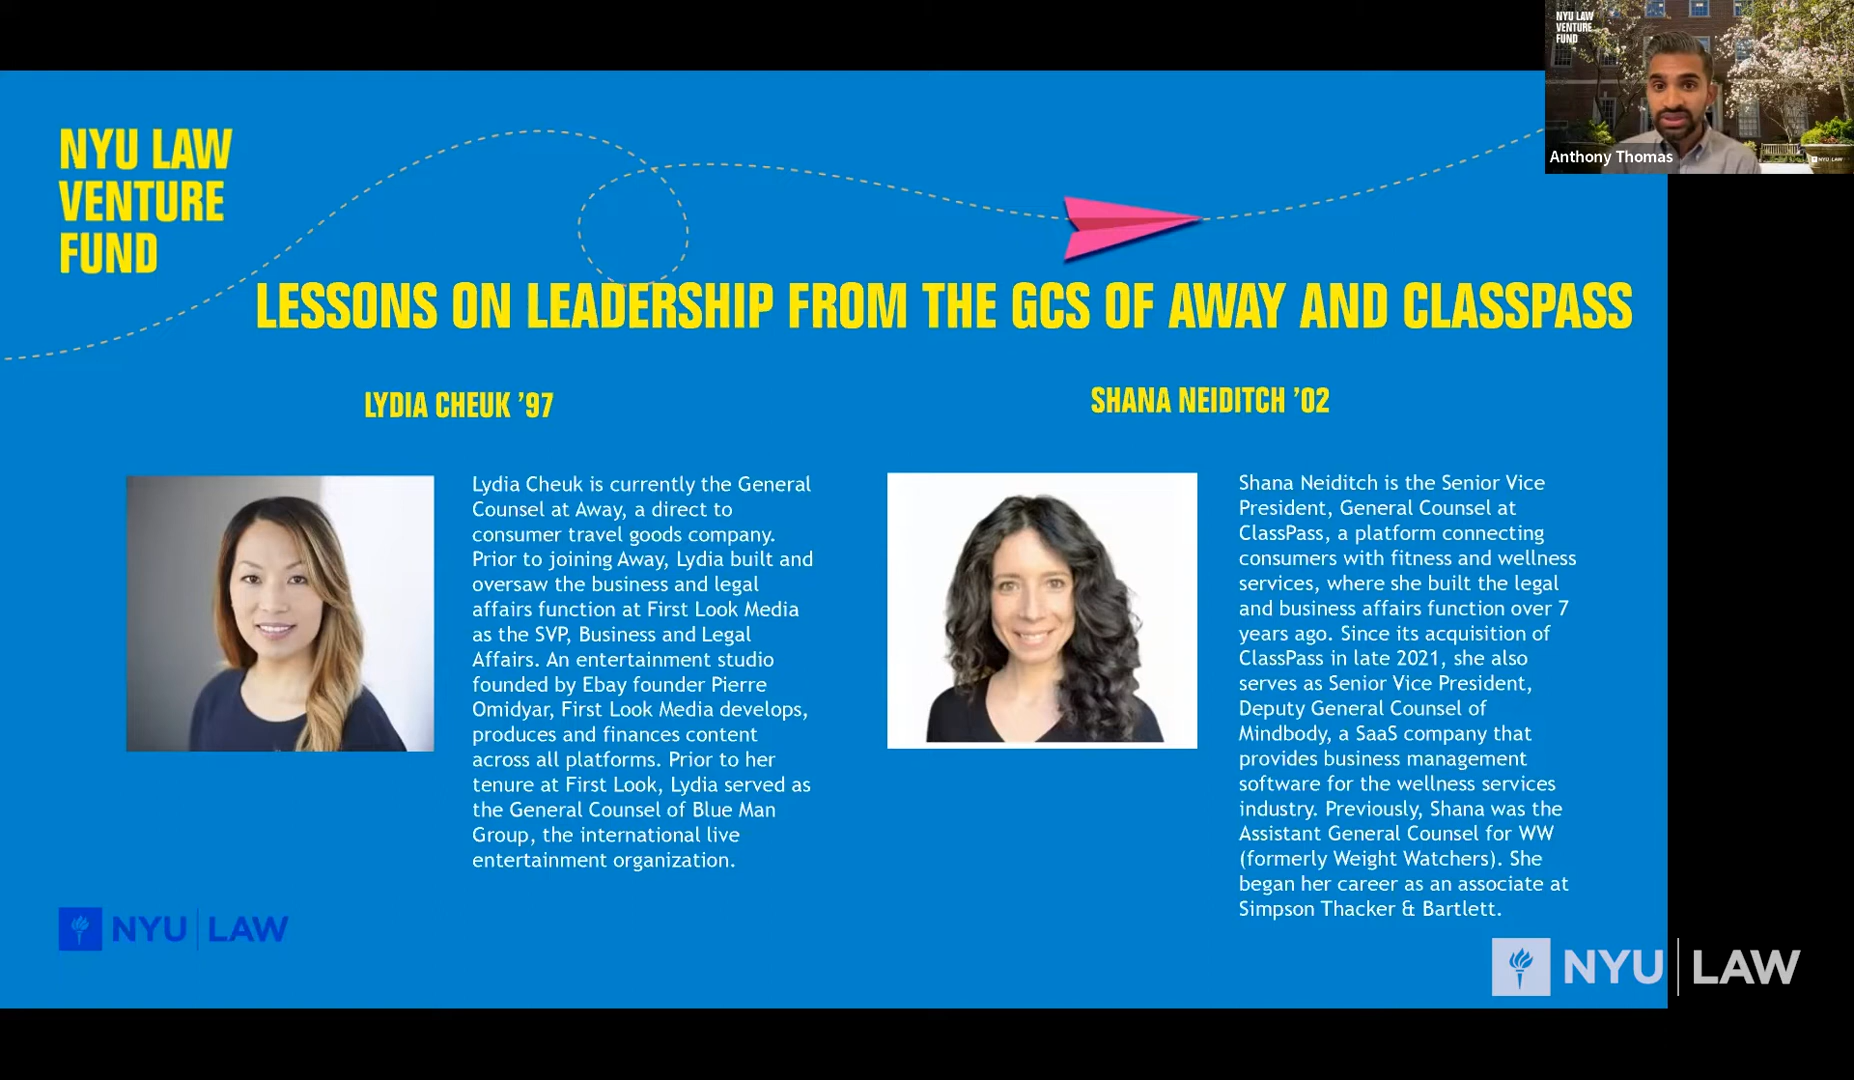 NYU LAW
VENTURE
FUND
LESSONS ON LEADERSHIP FROM THE GCS OF AWAY AND CLASSPASS
LYDIA CHEUK ’97
Lydia Cheuk is currently the General
Counsel at Away, a direct to
consumer travel goods company.
Prior to joining Away, Lydia built and
oversaw the business and legal
affairs function at First Look Media
as the SVP, Business and Legal
Affairs. An entertainment studio
founded by Ebay founder Pierre
Omidyar, First Look Media develops,
produces and finances content
across all platforms. Prior to her
tenure at First Look, Lydia served as
the General Counsel of Blue Man
Group, the international live
entertainment organization.
SHANA NEIDITCH ’02
Shana Neiditch is the Senior Vice
President, General Counsel at
ClassPass, a platform connecting
consumers with fitness and wellness
services, where she built the legal
and business affairs function over 7
years ago. Since its acquisition of
ClassPass in late 2021, she also
serves as Senior Vice President,
Deputy General Counsel of
Mindbody, a SaaS company that
provides business management
software for the wellness services
industry. Previously, Shana was the
Assistant General Counsel for WW
(formerly Weight Watchers). She
began her career as an associate at
Simpson Thacker & Bartlett.
NYU LAW
NYU LAW
NYU LAW
VENTURE
FUND
Anthony Thomas
NYU LAW